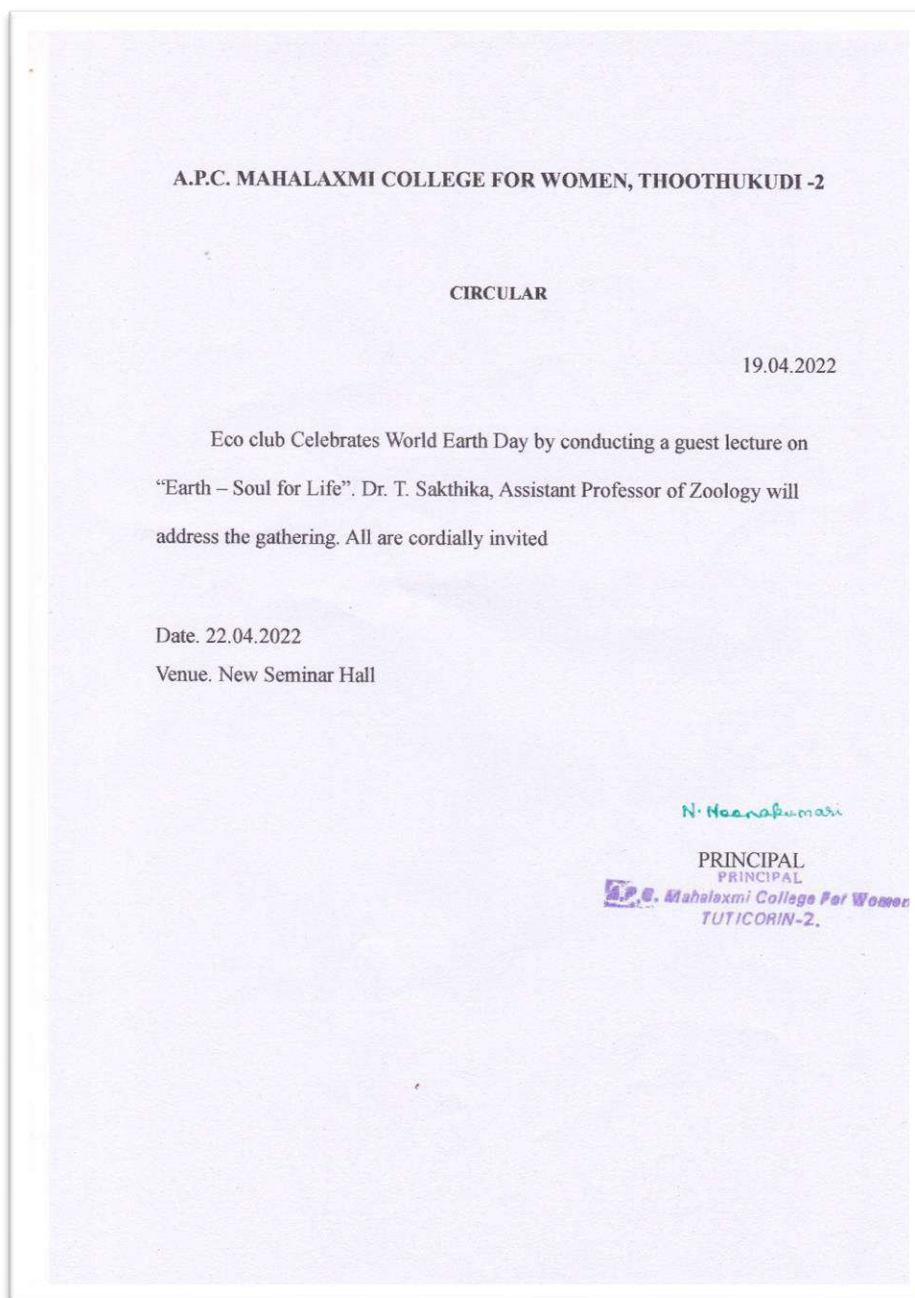 A.P.C. MAHALAXMI COLLEGE FOR WOMEN, THOOTHUKUDI -2
CIRCULAR
19.04.2022
Eco club Celebrates World Earth Day by conducting a guest lecture on
“Earth – Soul for Life”. Dr. T. Sakthika, Assistant Professor of Zoology will
address the gathering. All are cordially invited
Date. 22.04.2022
Venue. New Seminar Hall
N. Meenakumari
PRINCIPAL
PRINCIPAL
A.P.C. Mahalaxmi College For Women
TUTICORIN-2.